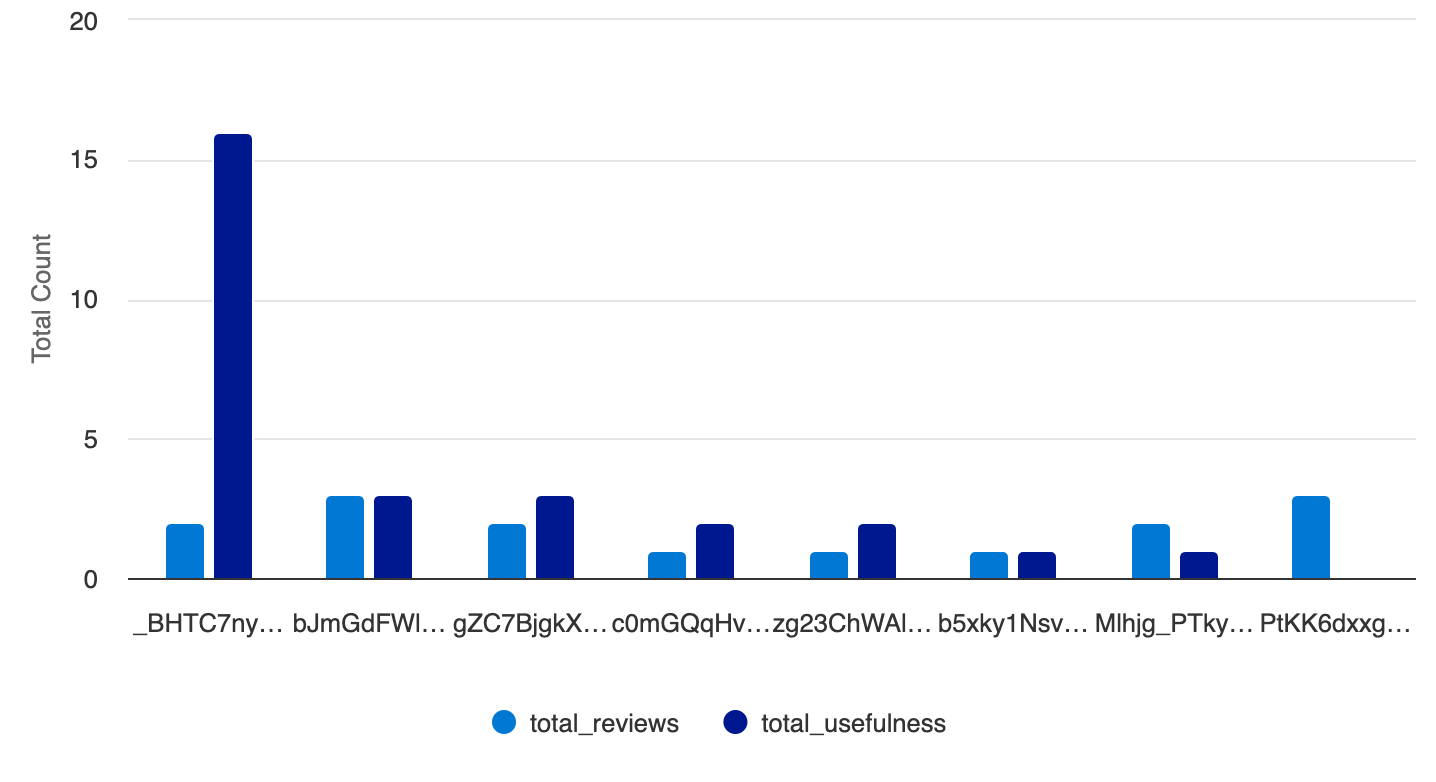 20
15
10
5
0
Total Count
_BHTC7ny… bJmGdFWl… gZC7BjgkX… c0mGQqHv… zg23ChWAl… b5xky1Nsv… Mlhjg_PTky… PtKK6dxxg…
total_reviews total_usefulness